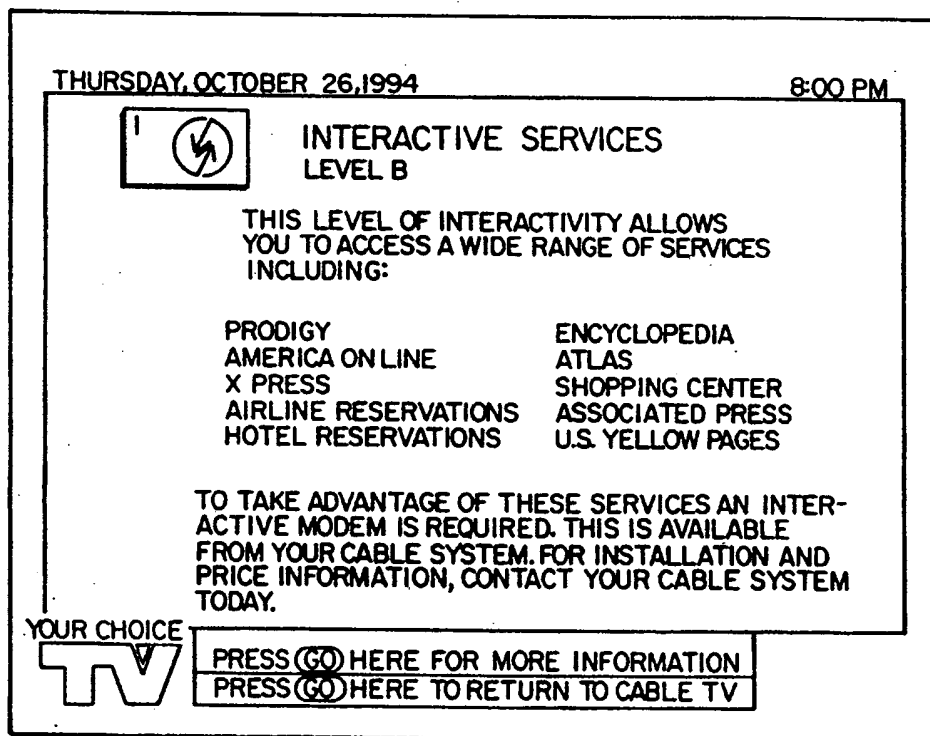 THURSDAY, OCTOBER 26,1994 8:00 PM
I
INTERACTIVE SERVICES
LEVEL B
THIS LEVEL OF INTERACTIVITY ALLOWS
YOU TO ACCESS A WIDE RANGE OF SERVICES
INCLUDING:
PRODIGY ENCYCLOPEDIA
AMERICA ON LINE ATLAS
X PRESS SHOPPING CENTER
AIRLINE RESERVATIONS ASSOCIATED PRESS
HOTEL RESERVATIONS U.S. YELLOW PAGES
TO TAKE ADVANTAGE OF THESE SERVICES AN INTER-
ACTIVE MODEM IS REQUIRED. THIS IS AVAILABLE
FROM YOUR CABLE SYSTEM. FOR INSTALLATION AND
PRICE INFORMATION, CONTACT YOUR CABLE SYSTEM
TODAY.
YOUR CHOICE
TV
PRESS GO HERE FOR MORE INFORMATION
PRESS GO HERE TO RETURN TO CABLE TV